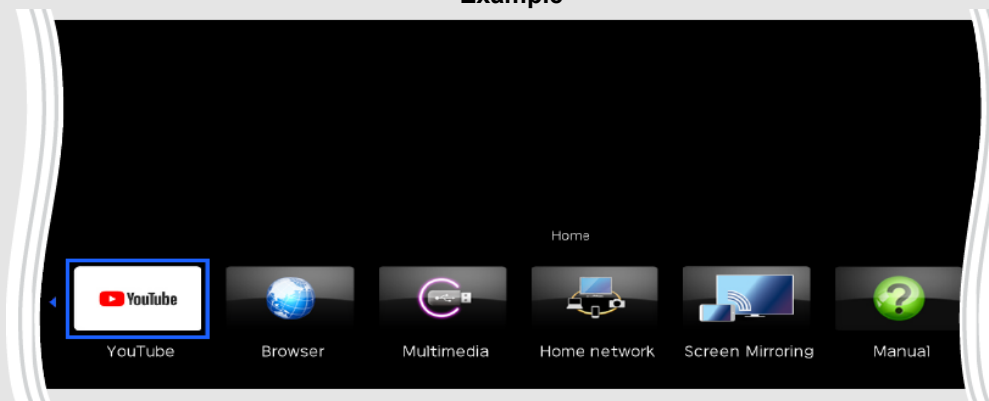 Example
Home
YouTube
YouTube
Browser
Multimedia
Home network
Screen Mirroring
Manual